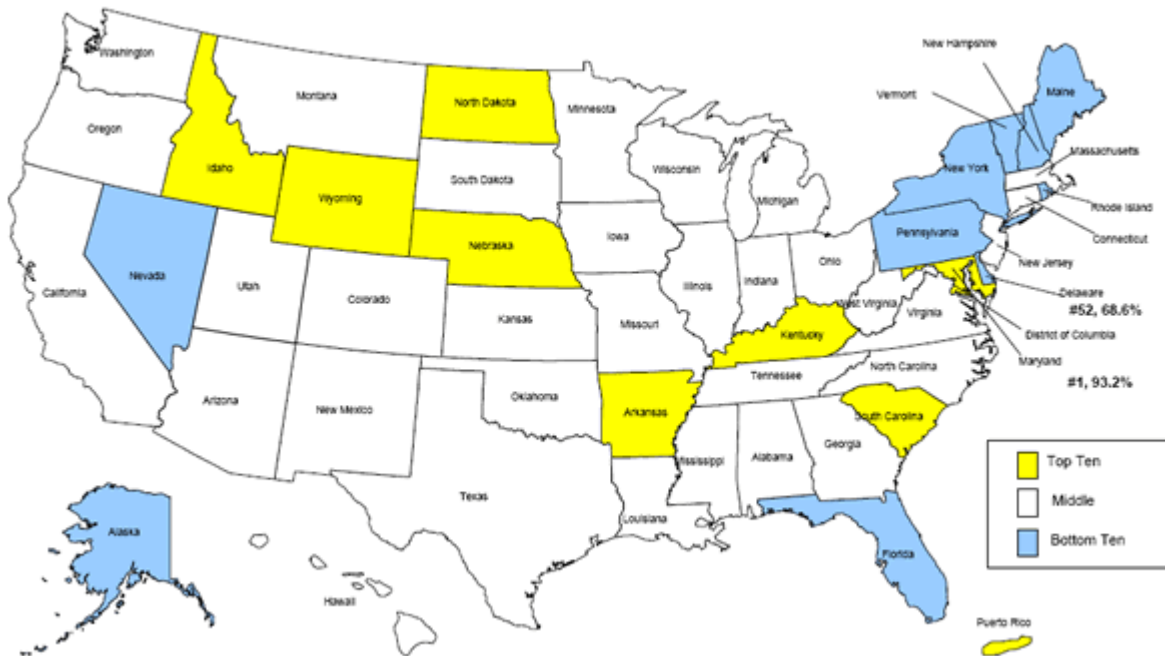 New Hampshire
Washington
Montana
North Dakota
Minnesota
Vermont
Maine
Oregon
Idaho
Wyoming
South Dakota
Wisconsin
Michigan
New York
Massachusetts
Rhode Island
Connecticut
Nebraska
Iowa
Pennsylvania
New Jersey
Nevada
Utah
Colorado
California
Kansas
Illinois
Indiana
Ohio
Missouri
West Virginia
Virginia
Delaware
#52, 68.6%
District of Columbia
Kentucky
Maryland
#1, 93.2%
Arizona
New Mexico
Oklahoma
Arkansas
Tennessee
North Carolina
South Carolina
Mississippi
Alabama
Georgia
Texas
Louisiana
Florida
Alaska
Hawaii
Puerto Rico
Top Ten
Middle
Bottom Ten